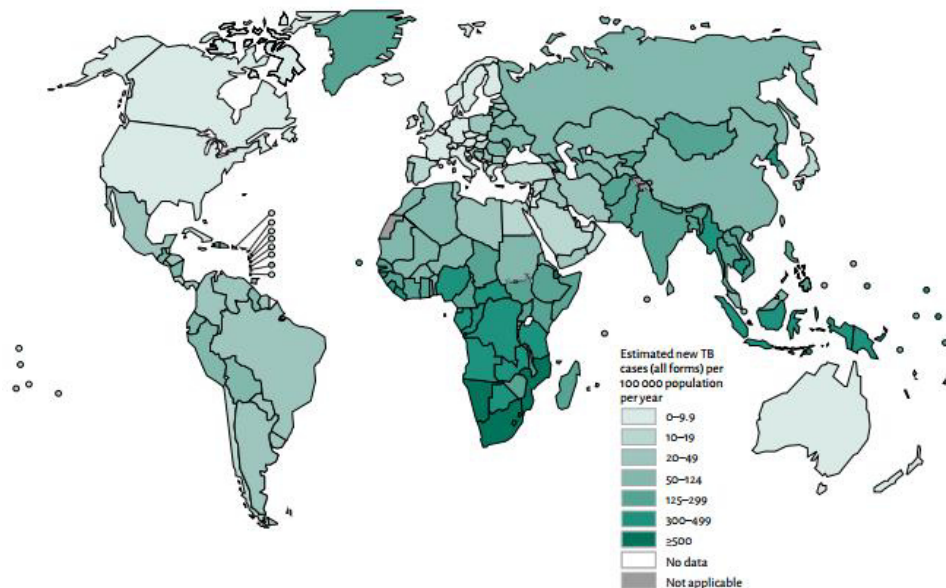 Estimated new TB
cases (all forms) per
100 000 population
per year
0–9.9
10–19
20–49
50–124
125–299
300–499
≥500
No data
Not applicable